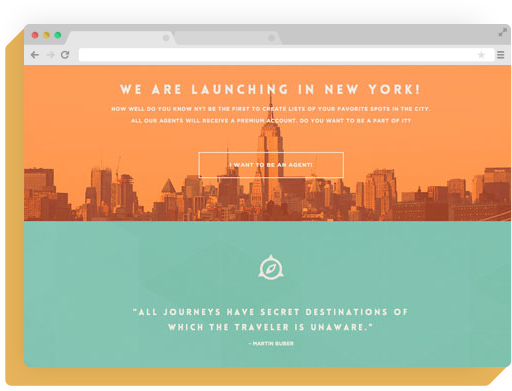 WE ARE LAUNCHING IN NEW YORK!
HOW WELL DO YOU KNOW NY? BE THE FIRST TO CREATE LISTS OF YOUR FAVORITE SPOTS IN THE CITY.
ALL OUR AGENTS WILL RECEIVE A PREMIUM ACCOUNT. DO YOU WANT TO BE A PART OF IT?
I WANT TO BE AN AGENT!
"ALL JOURNEYS HAVE SECRET DESTINATIONS OF
WHICH THE TRAVELER IS UNAWARE."
- MARTIN BUBER